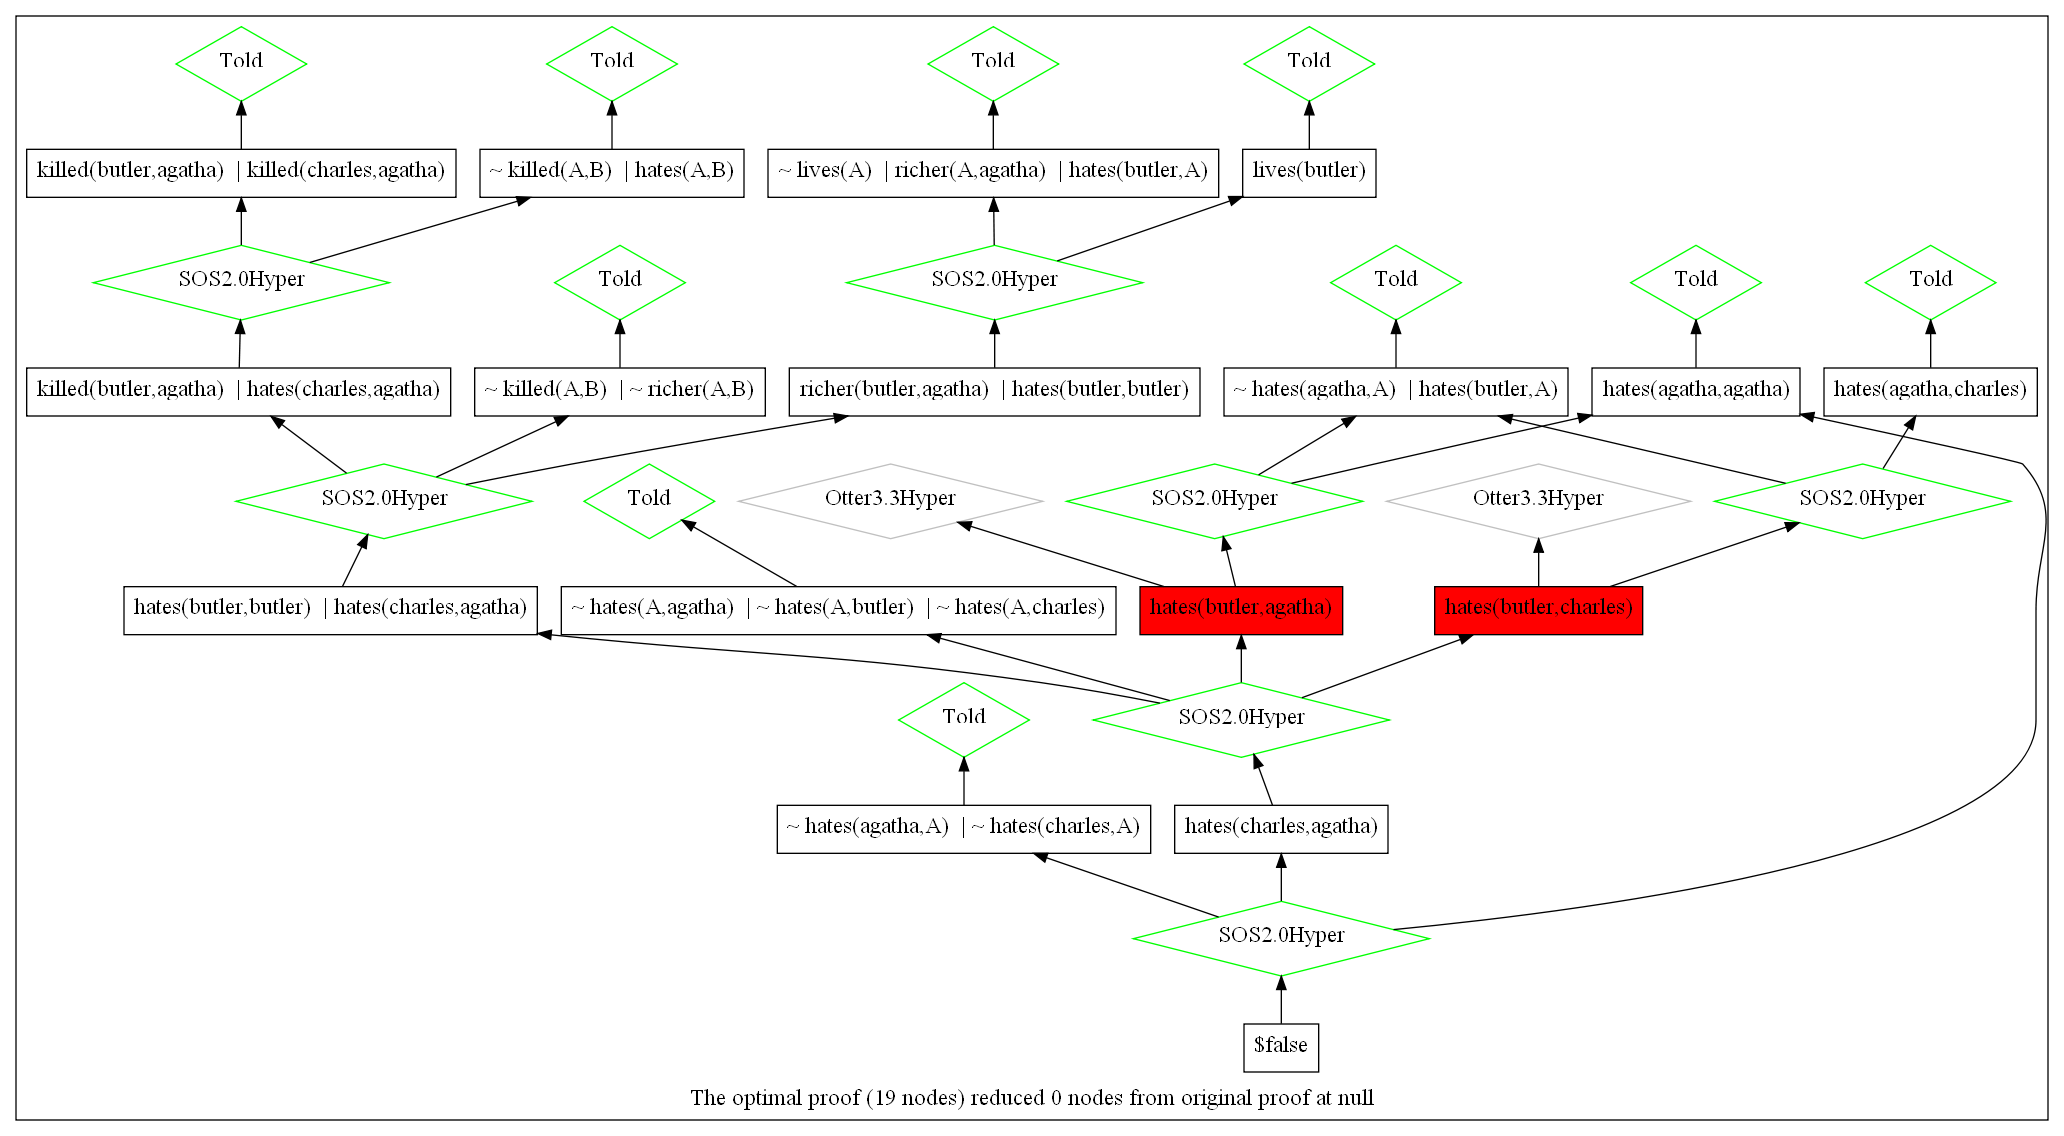 Told
Told
Told
Told
killed(butler,agatha) | killed(charles,agatha)
~ killed(A,B) | hates(A,B)
~ lives(A) | richer(A,agatha) | hates(butler,A)
lives(butler)
SOS2.0Hyper
Told
SOS2.0Hyper
Told
Told
Told
killed(butler,agatha) | hates(charles,agatha)
~ killed(A,B) | ~ richer(A,B)
richer(butler,agatha) | hates(butler,butler)
~ hates(agatha,A) | hates(butler,A)
hates(agatha,agatha)
hates(agatha,charles)
SOS2.0Hyper
Told
Otter3.3Hyper
SOS2.0Hyper
Otter3.3Hyper
SOS2.0Hyper
hates(butler,butler) | hates(charles,agatha)
~ hates(A,agatha) | ~ hates(A,butler) | ~ hates(A,charles)
hates(butler,agatha)
hates(butler,charles)
Told
SOS2.0Hyper
~ hates(agatha,A) | ~ hates(charles,A)
hates(charles,agatha)
SOS2.0Hyper
$false
The optimal proof (19 nodes) reduced 0 nodes from original proof at null